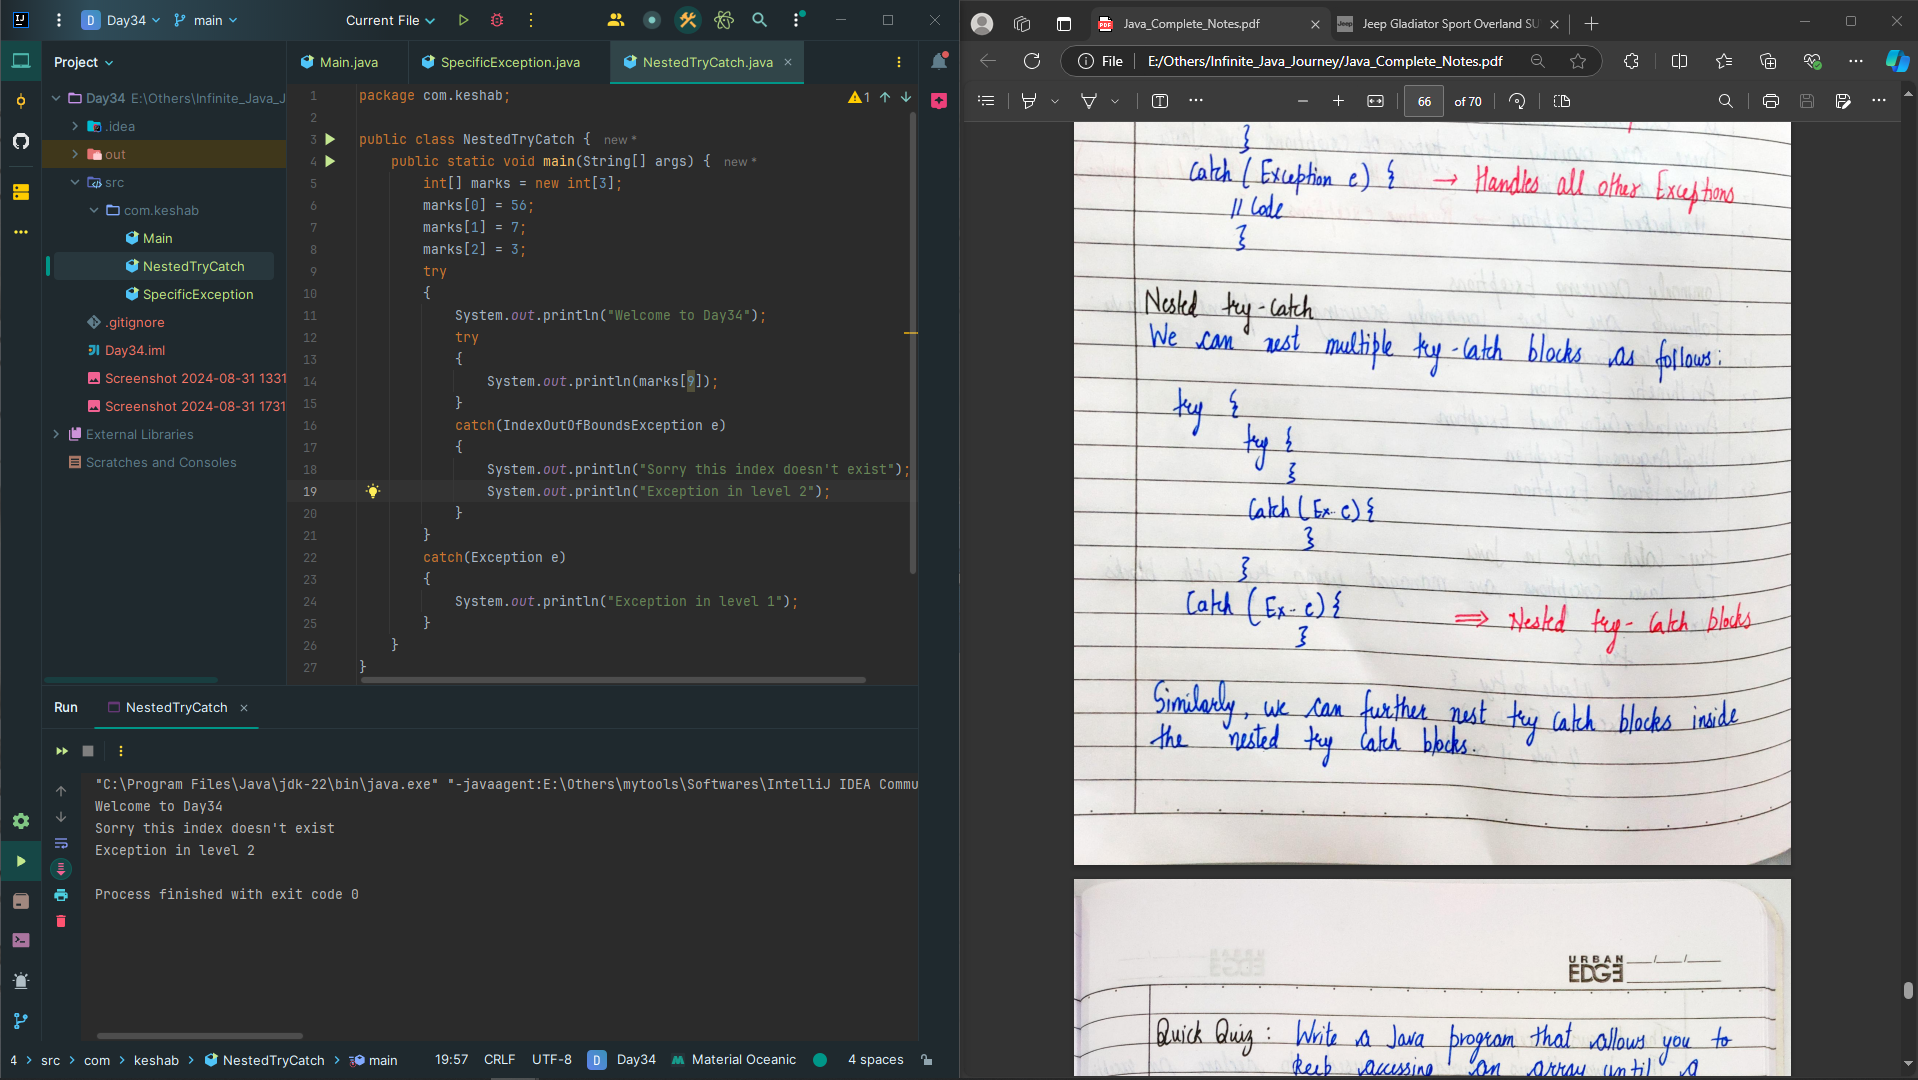 Day34
main
Current File
Project
Day34 E:\Others\Infinite_Java_J
.idea
out
src
com.keshab
Main
NestedTryCatch
SpecificException
.gitignore
Day34.iml
Screenshot 2024-08-31 1331
Screenshot 2024-08-31 1731
External Libraries
Scratches and Consoles
Main.java
SpecificException.java
NestedTryCatch.java
1
1 package com.keshab;
2
3 public class NestedTryCatch { new *
4 public static void main(String[] args) { new *
5 int[] marks = new int[3];
6 marks[0] = 56;
7 marks[1] = 7;
8 marks[2] = 3;
9 try
10 {
11 System.out.println("Welcome to Day34");
12 try
13 {
14 System.out.println(marks[9]);
15 }
16 catch(IndexOutOfBoundsException e)
17 {
18 System.out.println("Sorry this index doesn't exist");
19 System.out.println("Exception in level 2");
20 }
21 }
22 catch(Exception e)
23 {
24 System.out.println("Exception in level 1");
25 }
26 }
27 }
Run NestedTryCatch
"C:\Program Files\Java\jdk-22\bin\java.exe" "-javaagent:E:\Others\mytools\Softwares\IntelliJ IDEA Commu
Welcome to Day34
Sorry this index doesn't exist
Exception in level 2
Process finished with exit code 0
4 > src > com > keshab > NestedTryCatch > main 19:57 CRLF UTF-8 D Day34 Material Oceanic 4 spaces
Java_Complete_Notes.pdf
Jeep Gladiator Sport Overland SU
File E:/Others/Infinite_Java_Journey/Java_Complete_Notes.pdf
66 of 70
}
Catch (Exception e) { → Handles all other Exceptions
// Code
}
Nested try-catch
We can nest multiple try-catch blocks as follows:
try {
try {
}
Catch (Ex- e) {
}
}
Catch (Ex- e) {
⇒ Nested try-catch blocks
}
Similarly, we can further nest try catch blocks inside
the nested try catch blocks.
URBAN
EDGE
Quick Quiz: Write a Java program that allows you to
keep accessing an array until a